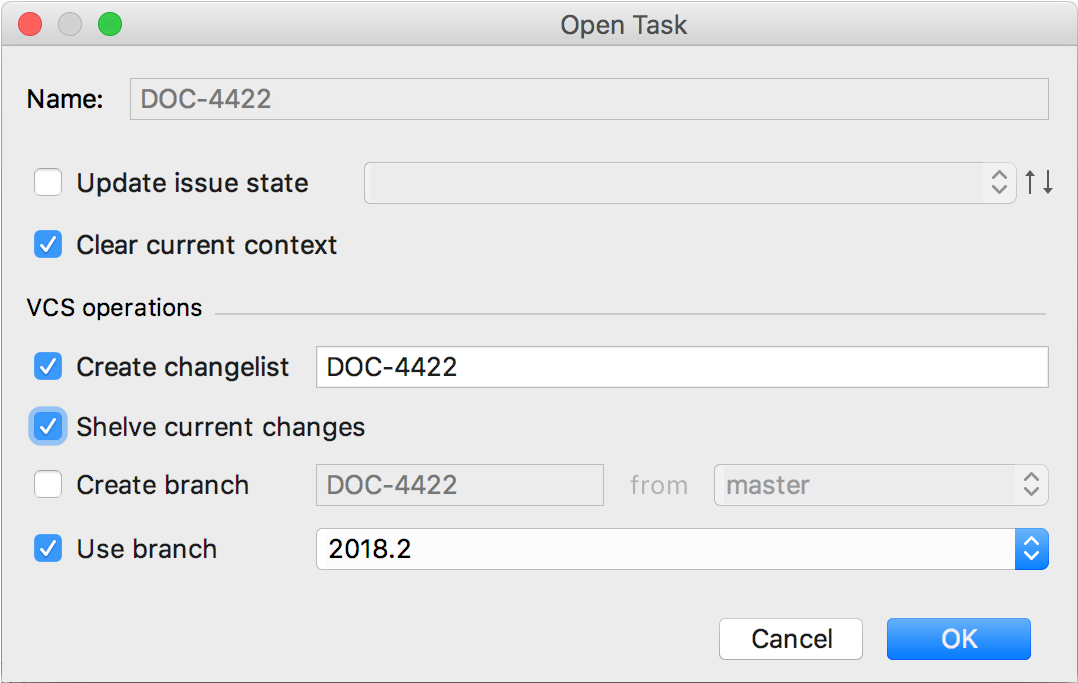 Open Task
Name: DOC-4422
Update issue state
Clear current context
VCS operations
Create changelist DOC-4422
Shelve current changes
Create branch DOC-4422 from master
Use branch 2018.2
Cancel OK